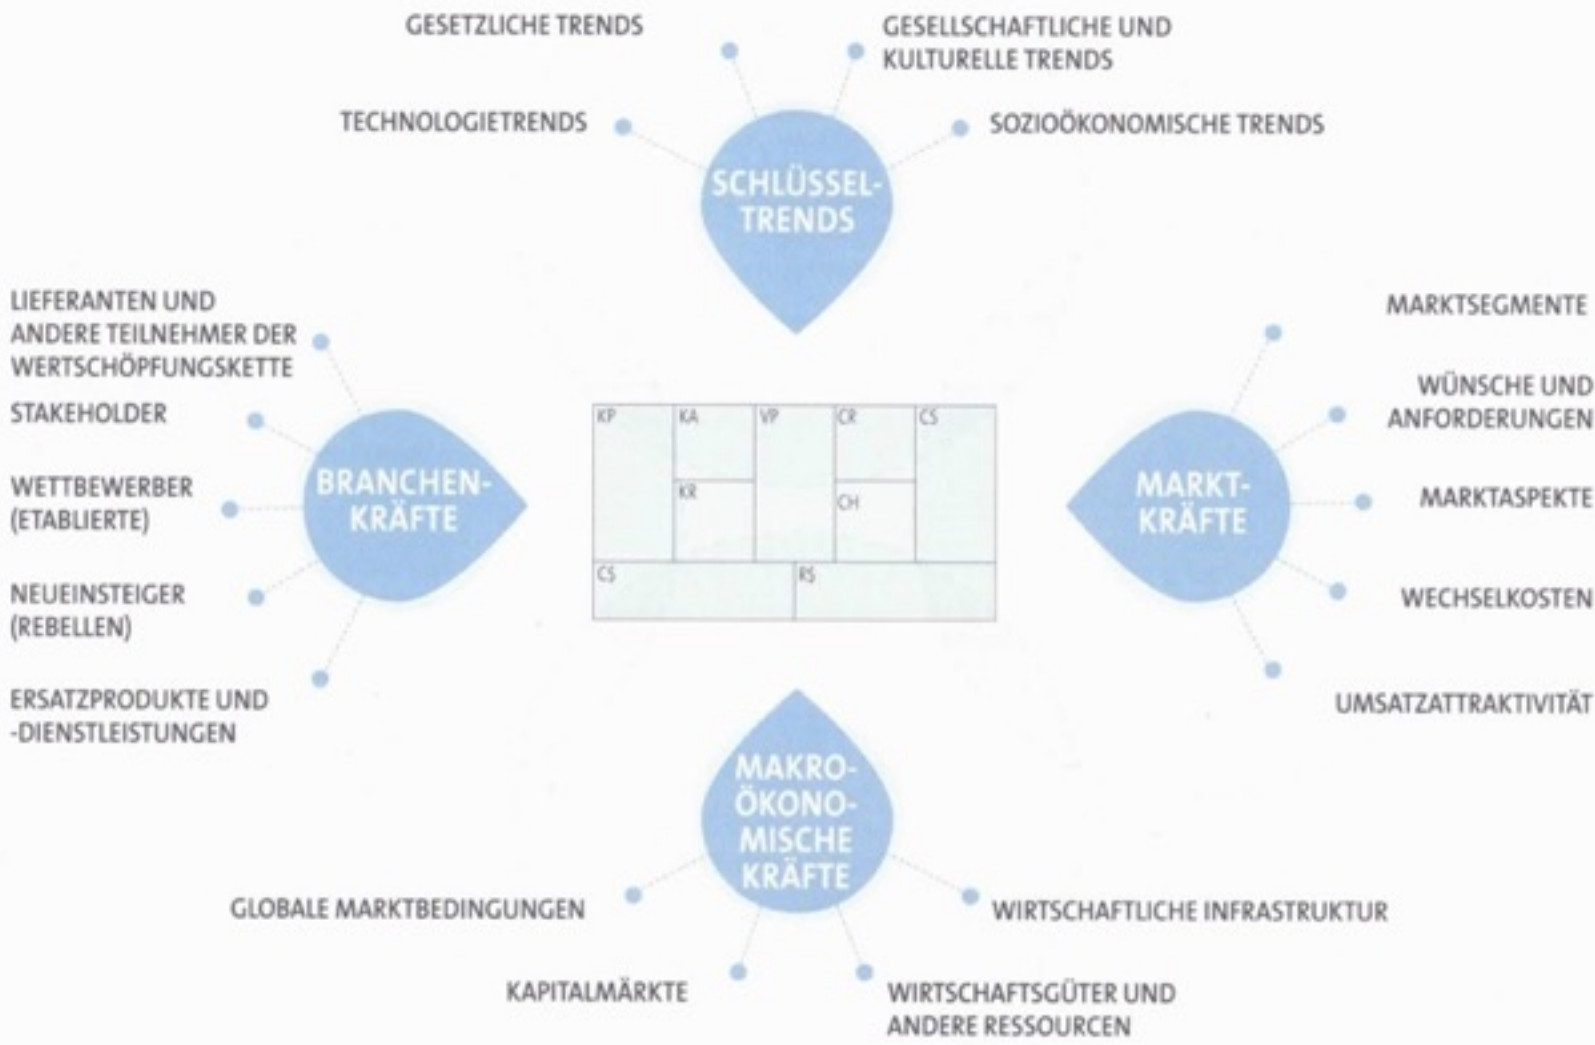 GESETZLICHE TRENDS
GESELLSCHAFTLICHE UND
KULTURELLE TRENDS
TECHNOLOGIETRENDS
SOZIOÖKONOMISCHE TRENDS
SCHLÜSSEL-
TRENDS
LIEFERANTEN UND
ANDERE TEILNEHMER DER
WERTSCHÖPFUNGSKETTE
STAKEHOLDER
WETTBEWERBER
(ETABLIERTE)
NEUEINSTEIGER
(REBELLEN)
ERSATZPRODUKTE UND
-DIENSTLEISTUNGEN
BRANCHEN-
KRÄFTE
KP
KA
VP
CR
CS
KR
CH
C$
R$
MARKT-
KRÄFTE
MARKTSEGMENTE
WÜNSCHE UND
ANFORDERUNGEN
MARKTASPEKTE
WECHSELKOSTEN
UMSATZATTRAKTIVITÄT
MAKRO-
ÖKONO-
MISCHE
KRÄFTE
GLOBALE MARKTBEDINGUNGEN
WIRTSCHAFTLICHE INFRASTRUKTUR
KAPITALMÄRKTE
WIRTSCHAFTSGÜTER UND
ANDERE RESSOURCEN